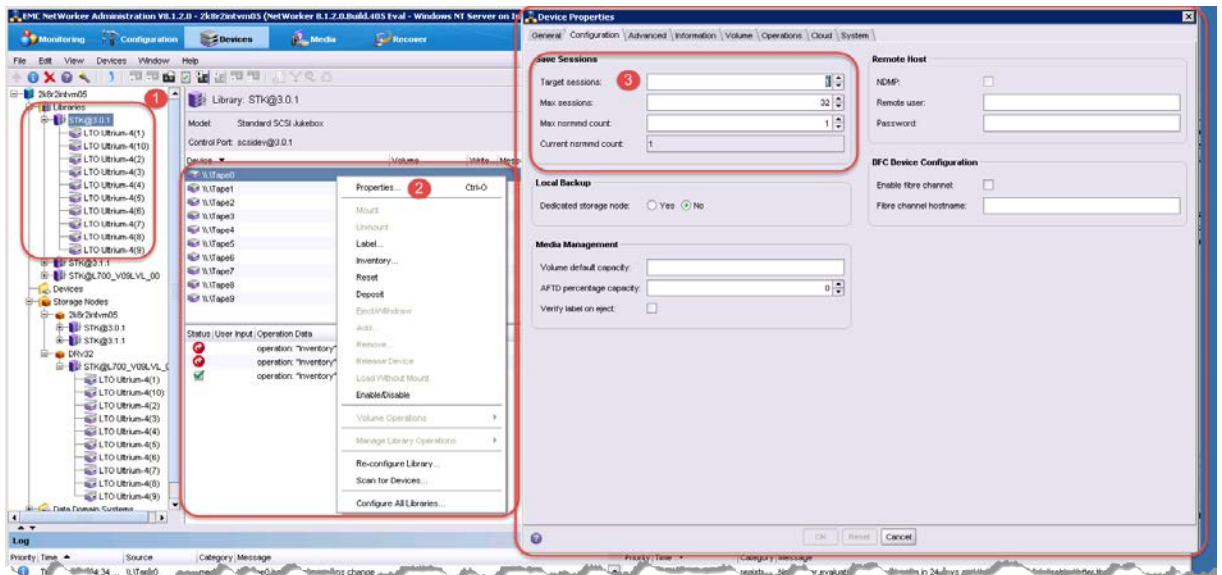 EMC NetWorker Administration V8.1.2.0 - 2k8r2intvm05 (NetWorker 8.1.2.0.Build.405 Eval - Windows NT Server on
Monitoring Configuration Devices Media Recover
File Edit View Devices Window Help
2k8r2intvm05
1
Libraries
STK@3.0.1
LTO Ultrium-4(1)
LTO Ultrium-4(10)
LTO Ultrium-4(2)
LTO Ultrium-4(3)
LTO Ultrium-4(4)
LTO Ultrium-4(5)
LTO Ultrium-4(6)
LTO Ultrium-4(7)
LTO Ultrium-4(8)
LTO Ultrium-4(9)
STK@3.1.1
STK@L700_V09LVL_00
Devices
Storage Nodes
2k8r2intvm05
STK@3.0.1
STK@3.1.1
DRv32
STK@L700_V09LVL_0
LTO Ultrium-4(1)
LTO Ultrium-4(10)
LTO Ultrium-4(2)
LTO Ultrium-4(3)
LTO Ultrium-4(4)
LTO Ultrium-4(5)
LTO Ultrium-4(6)
LTO Ultrium-4(7)
LTO Ultrium-4(8)
LTO Ultrium-4(9)
Data Domain Systems
Library: STK@3.0.1
Model: Standard SCSI Jukebox
Control Port: scsidev@3.0.1
Device Volume Write... Mess
\\.\Tape0
\\.\Tape1
\\.\Tape2
\\.\Tape3
\\.\Tape4
\\.\Tape5
\\.\Tape6
\\.\Tape7
\\.\Tape8
\\.\Tape9
Status User Input Operation Data
operation: "Inventory"
operation: "Inventory"
operation: "Inventory"
Properties... 2 Ctrl-O
Mount
Unmount
Label...
Inventory...
Reset
Deposit
Eject/Withdraw
Add...
Remove...
Release Device
Load Without Mount
Enable/Disable
Volume Operations
Manage Library Operations
Re-configure Library...
Scan for Devices...
Configure All Libraries...
Device Properties
General Configuration Advanced Information Volume Operations Cloud System
Save Sessions
Target sessions: 3 1
Max sessions: 32
Max nsrmmd count: 1
Current nsrmmd count: 1
Local Backup
Dedicated storage node: Yes No
Media Management
Volume default capacity:
AFTD percentage capacity: 0
Verify label on eject:
Remote Host
NDMP:
Remote user:
Password:
DFC Device Configuration
Enable fibre channel:
Fibre channel hostname:
OK Reset Cancel
Log
Priority Time Source Category Message
Priority Time Category Message